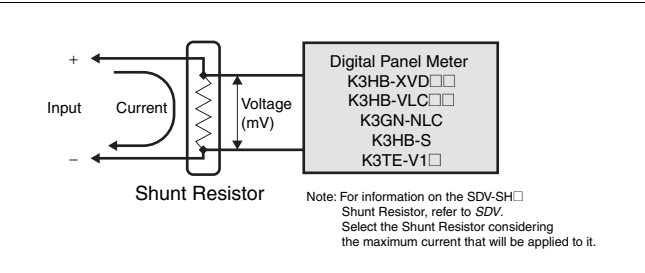 Digital Panel Meter
K3HB-XVD□□
K3HB-VLC□□
K3GN-NLC
K3HB-S
K3TE-V1□
+
Input
Current
Voltage
(mV)
−
Shunt Resistor
Note: For information on the SDV-SH□
Shunt Resistor, refer to SDV.
Select the Shunt Resistor considering
the maximum current that will be applied to it.